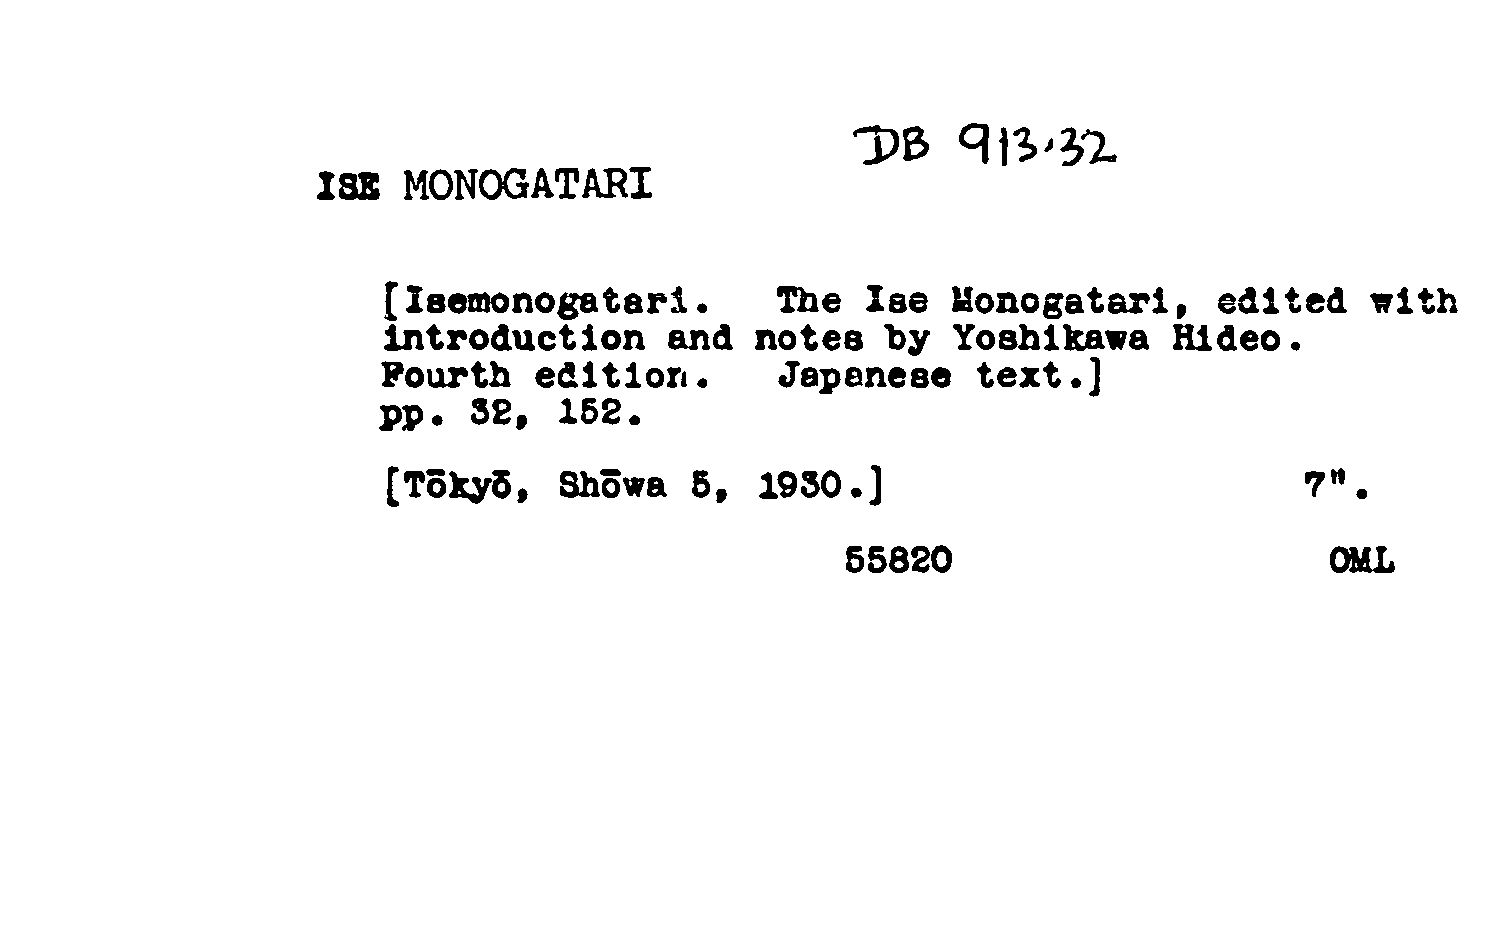 DB 913.32
ISE MONOGATARI
[Isemonogatari. The Ise Monogatari, edited with
introduction and notes by Yoshikawa Hideo.
Fourth edition. Japanese text.]
pp. 32, 152.
[Tōkyō, Shōwa 5, 1930.] 7".
55820 OML